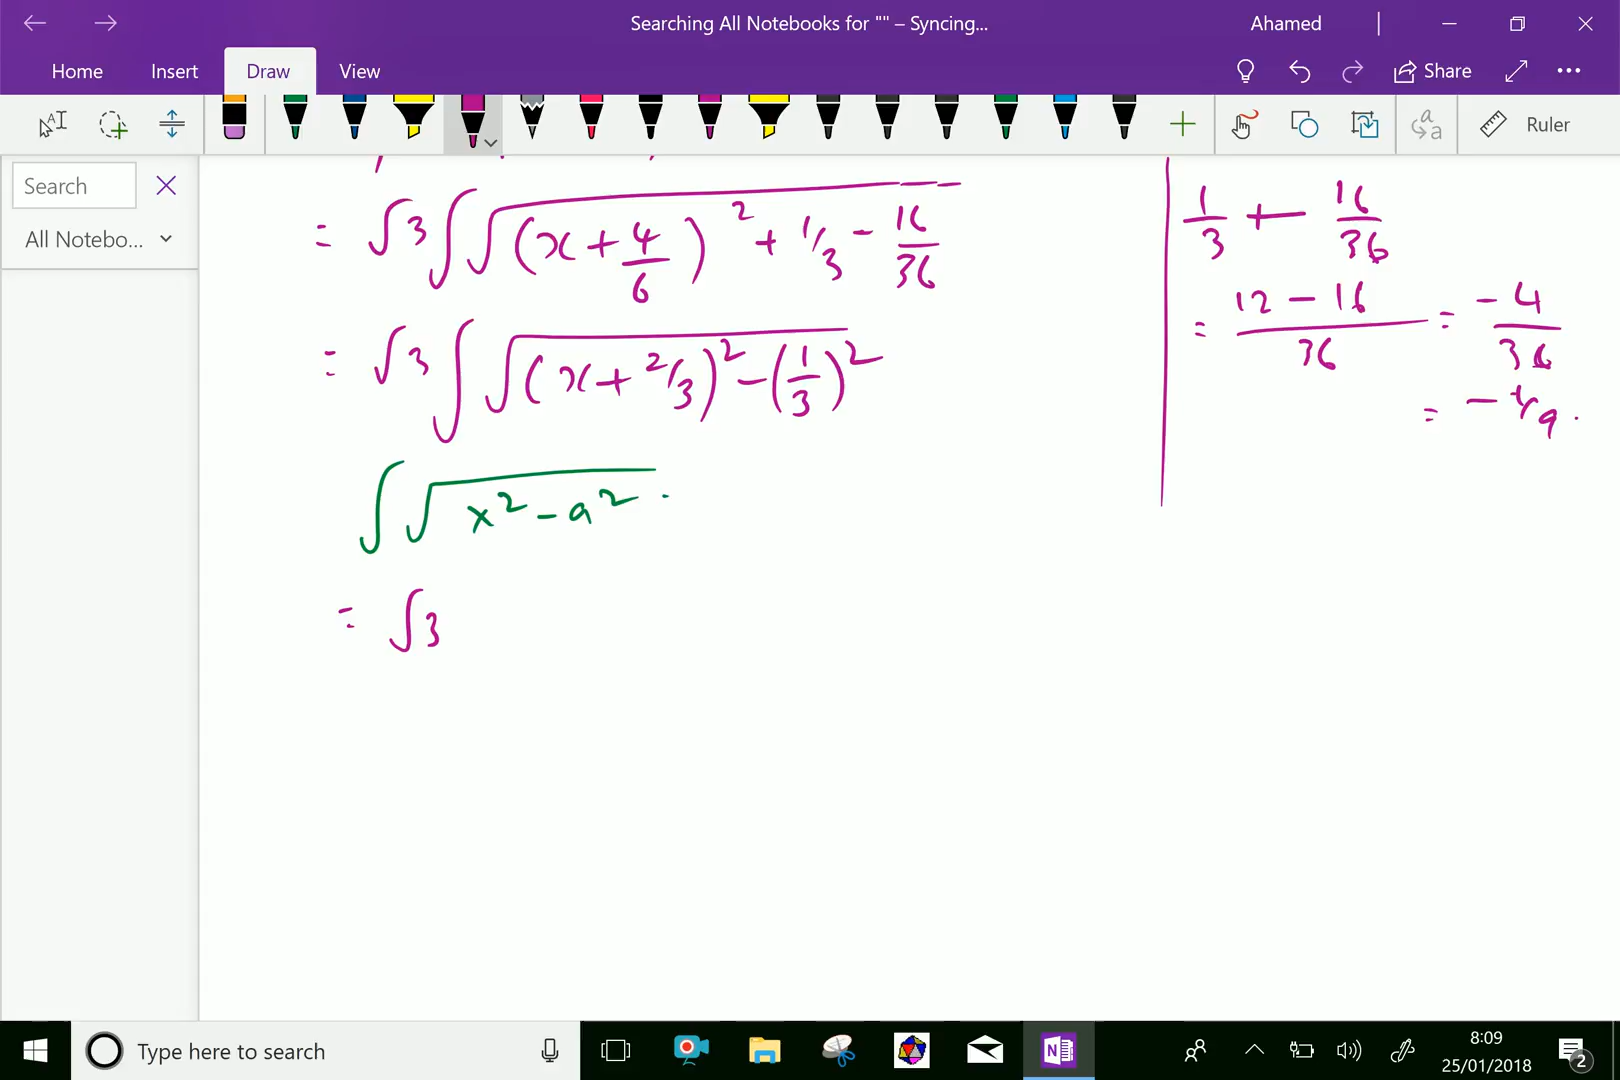 Searching All Notebooks for "" – Syncing...
Ahamed
Home
Insert
Draw
View
Share
Ruler
Search
All Notebo...
= √3 ∫ √((x + 4/6)² + 1/3 − 16/36
= √3 ∫ √((x + 2/3)² − (1/3)²
∫ √(x² − a²) .
= √3
1/3 + − 16/36
= (12 − 16)/36 = −4/36
= − 1/9 .
Type here to search
8:09
25/01/2018
2